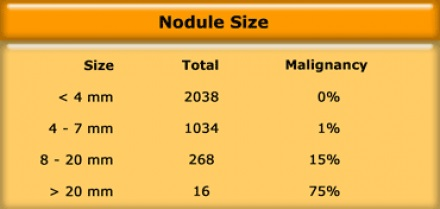 Nodule Size
Size Total Malignancy
< 4 mm 2038 0%
4 - 7 mm 1034 1%
8 - 20 mm 268 15%
> 20 mm 16 75%